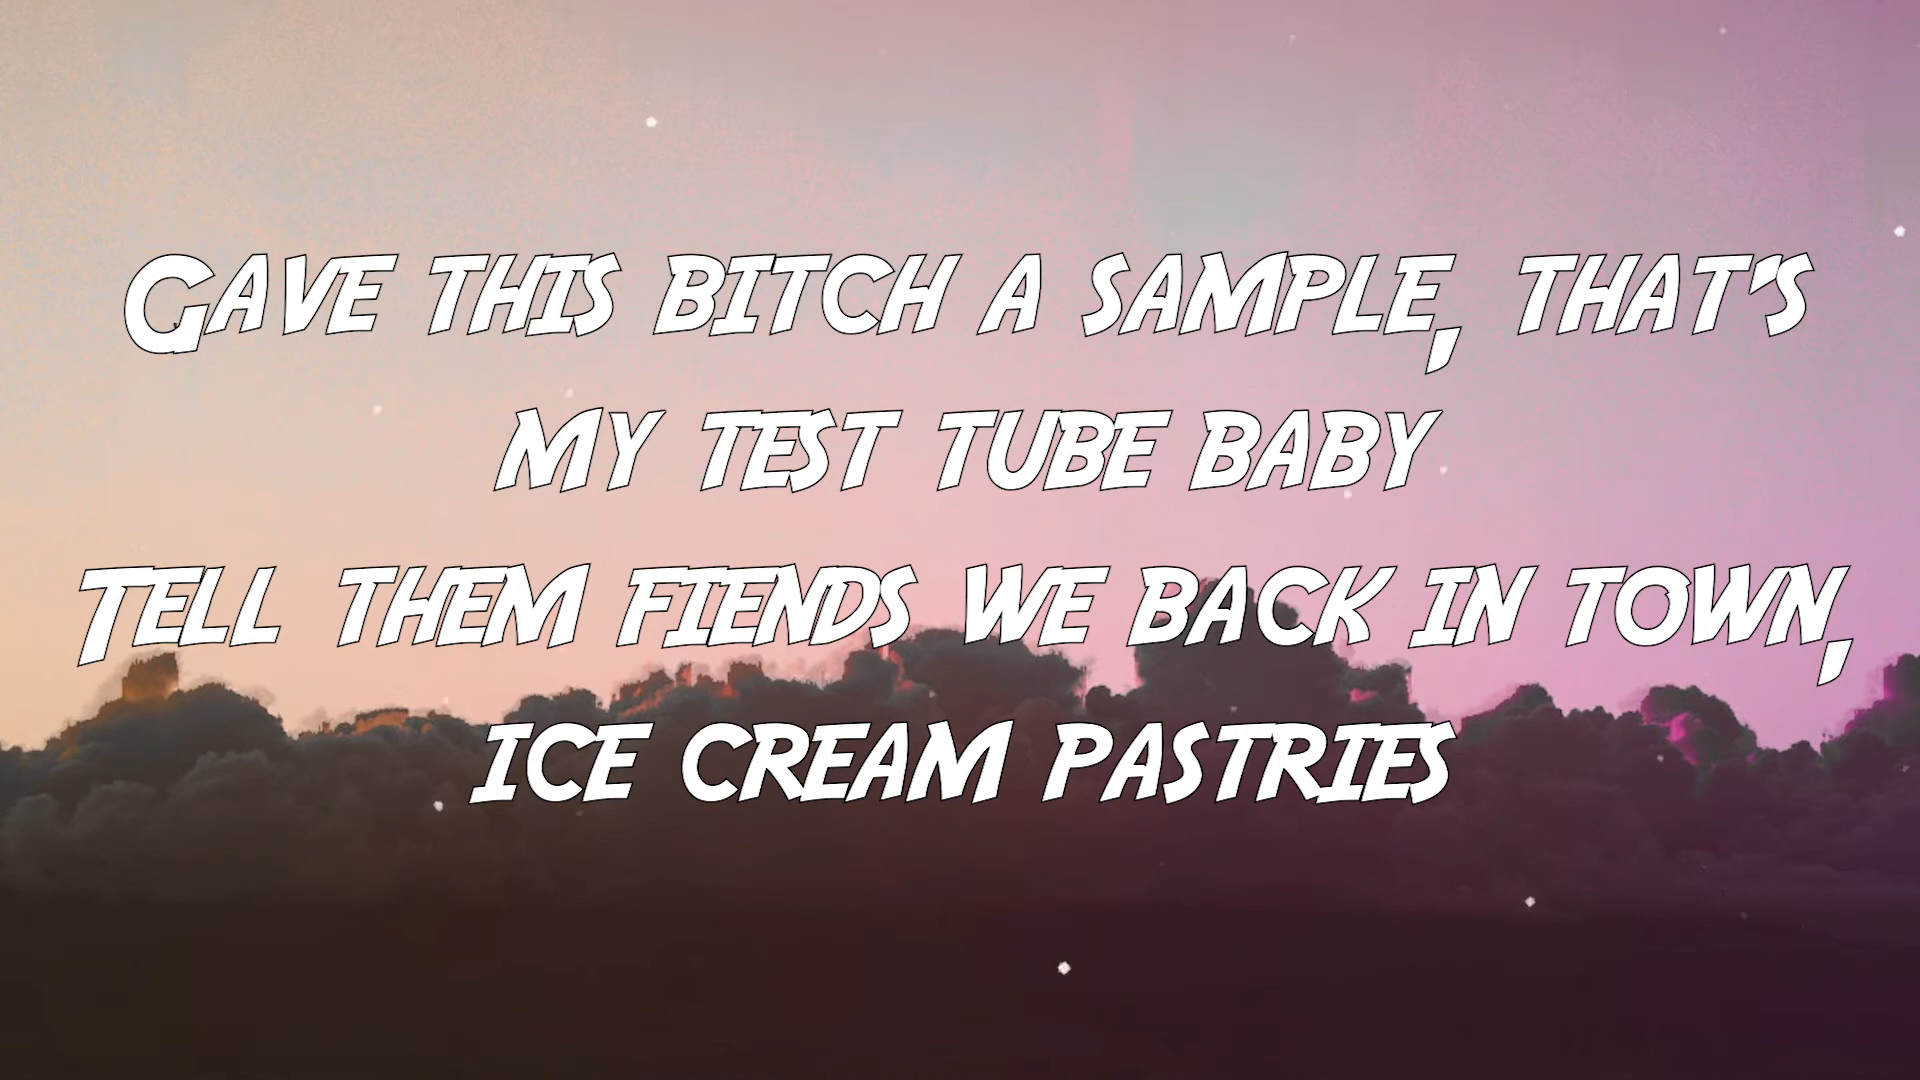 Gave this bitch a sample, that's
my test tube baby
Tell them fiends we back in town,
ice cream pastries